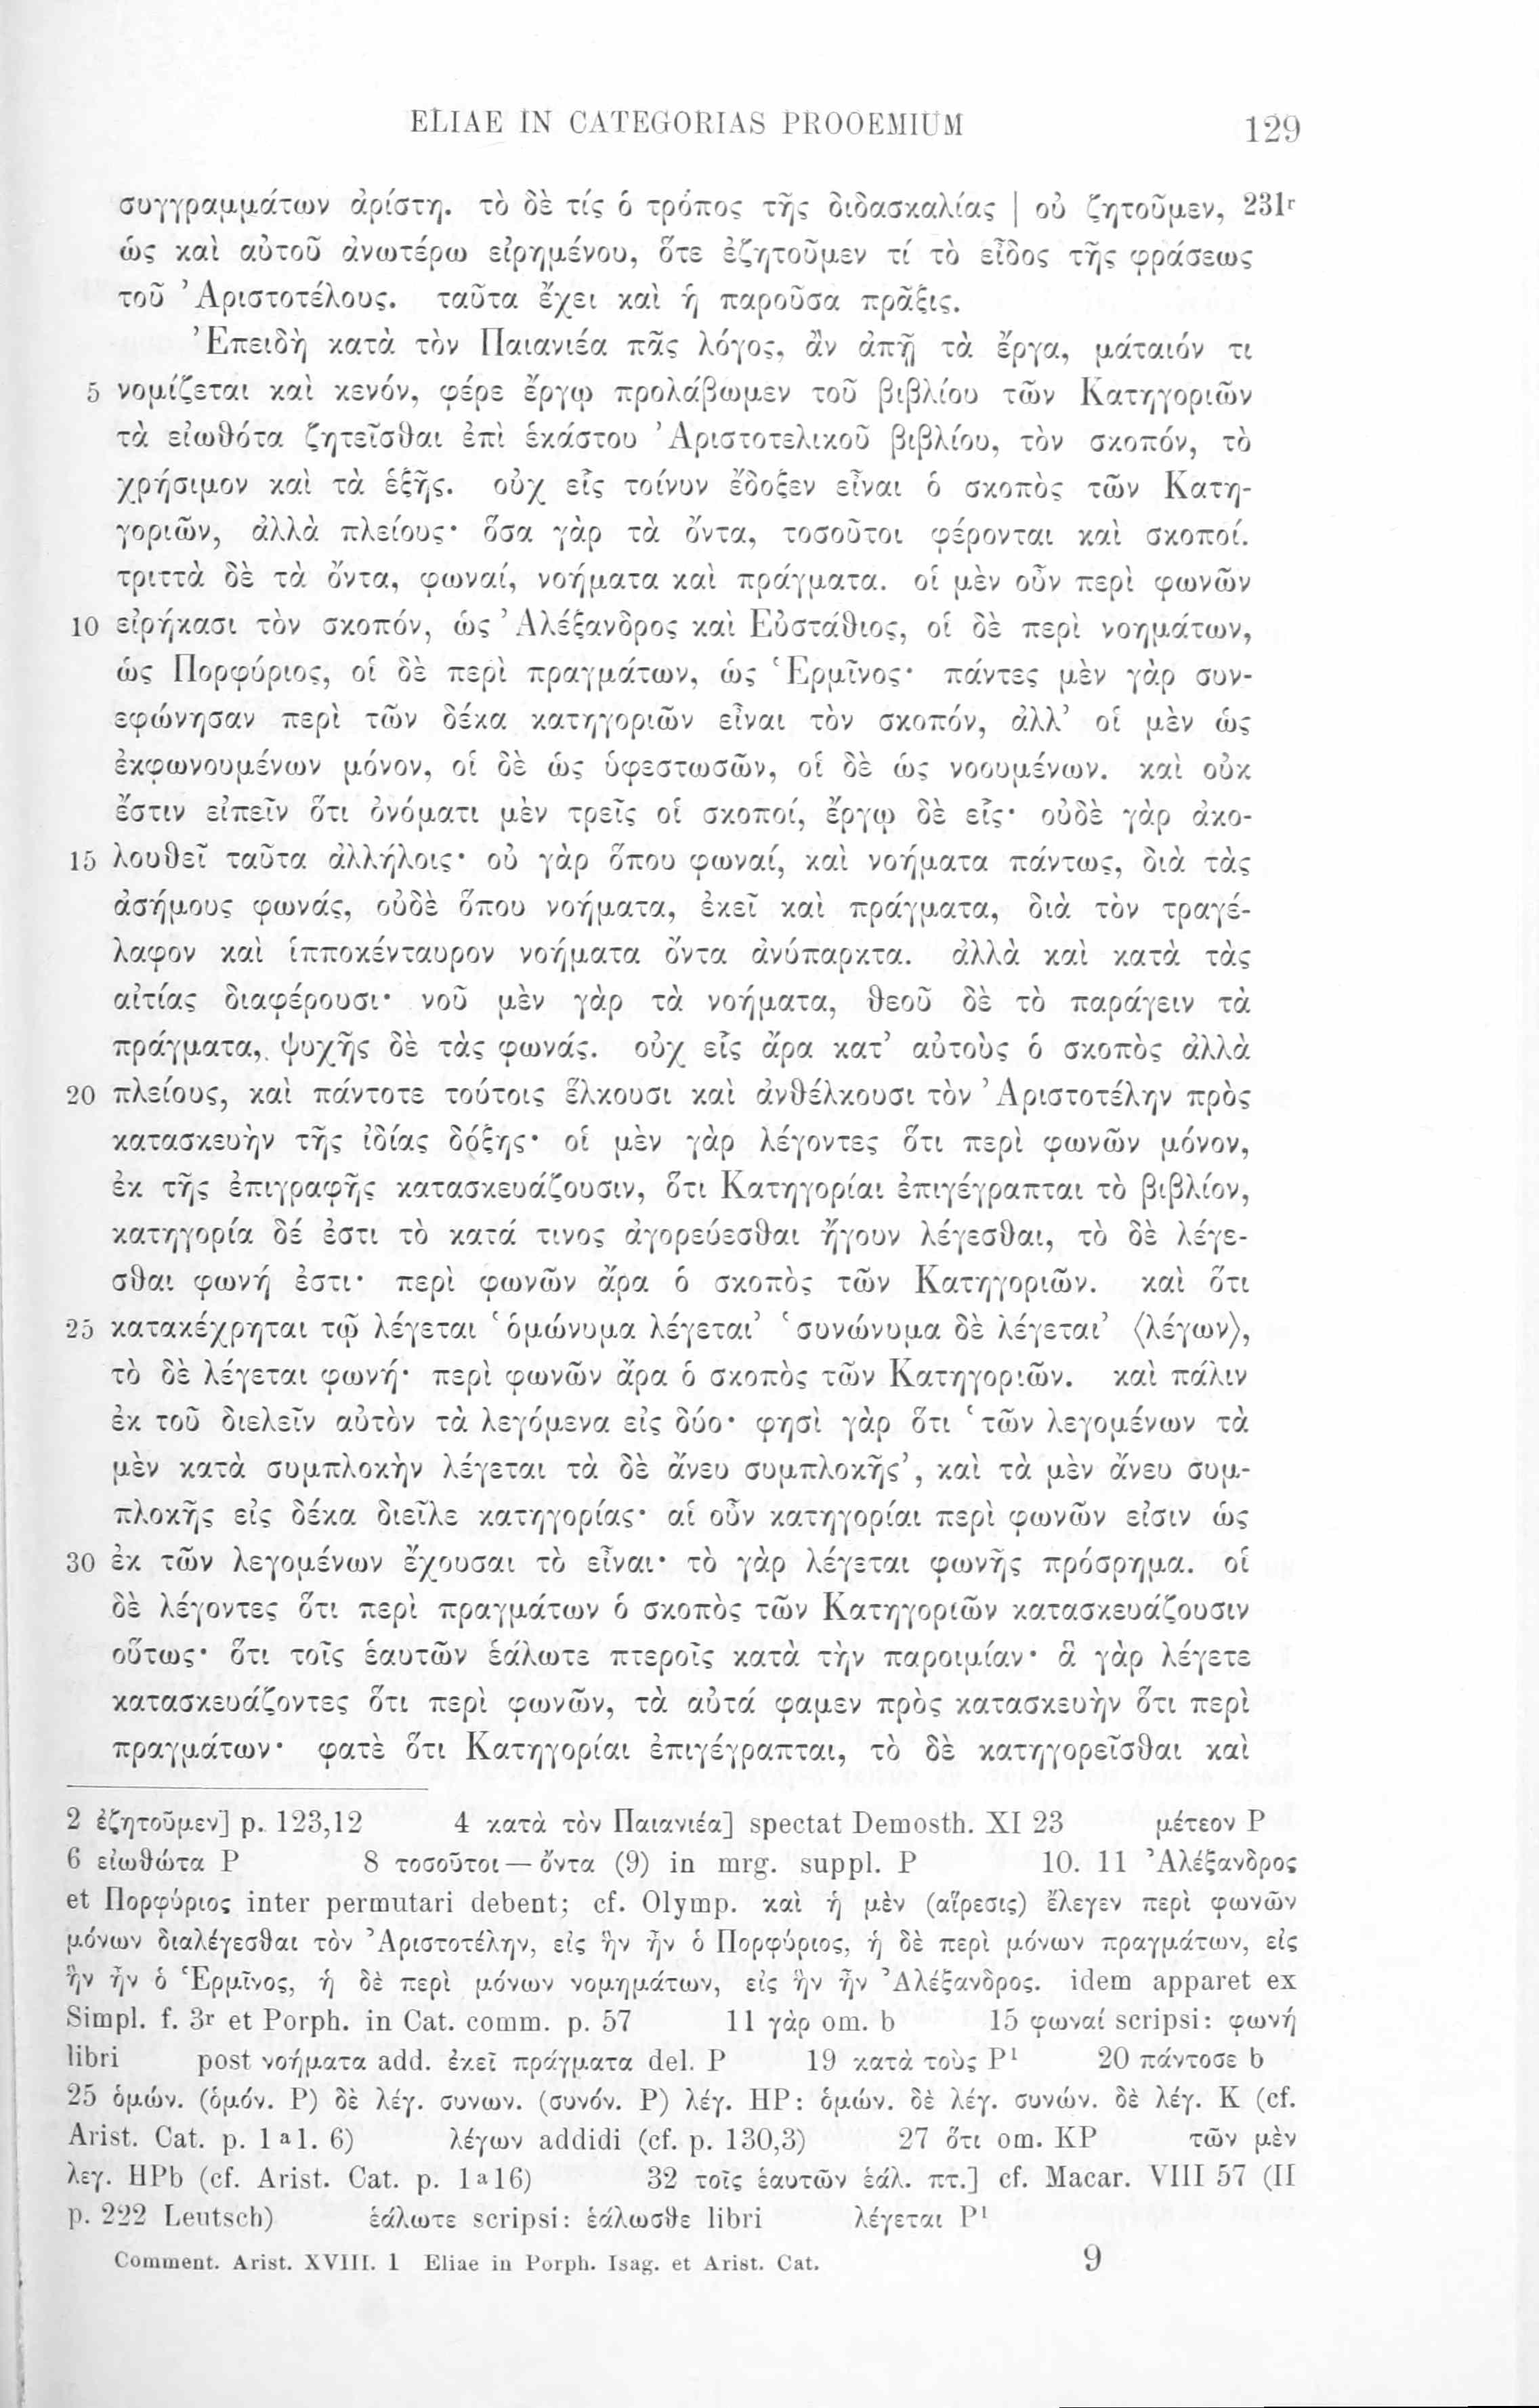 ELIAE IN CATEGORIAS PROOEMIUM 129
συγγραμμάτων ἀρίστη. τὸ δὲ τίς ὁ τρόπος τῆς διδασκαλίας | οὐ ζητοῦμεν, 231r
ὡς καὶ αὐτοῦ ἀνωτέρω εἰρημένου, ὅτε ἐζητοῦμεν τί τὸ εἶδος τῆς φράσεως
τοῦ Ἀριστοτέλους. ταῦτα ἔχει καὶ ἡ παροῦσα πρᾶξις.
Ἐπειδὴ κατὰ τὸν Παιανιέα πᾶς λόγος, ἂν ἀπῇ τὰ ἔργα, μάταιόν τι
5 νομίζεται καὶ κενόν, φέρε ἔργῳ προλάβωμεν τοῦ βιβλίου τῶν Κατηγοριῶν
τὰ εἰωθότα ζητεῖσθαι ἐπὶ ἑκάστου Ἀριστοτελικοῦ βιβλίου, τὸν σκοπόν, τὸ
χρήσιμον καὶ τὰ ἑξῆς. οὐχ εἷς τοίνυν ἔδοξεν εἶναι ὁ σκοπὸς τῶν Κατη-
γοριῶν, ἀλλὰ πλείους· ὅσα γὰρ τὰ ὄντα, τοσοῦτοι φέρονται καὶ σκοποί.
τριττὰ δὲ τὰ ὄντα, φωναί, νοήματα καὶ πράγματα. οἱ μὲν οὖν περὶ φωνῶν
10 εἰρήκασι τὸν σκοπόν, ὡς Ἀλέξανδρος καὶ Εὐστάθιος, οἱ δὲ περὶ νοημάτων,
ὡς Πορφύριος, οἱ δὲ περὶ πραγμάτων, ὡς Ἑρμῖνος· πάντες μὲν γὰρ συν-
εφώνησαν περὶ τῶν δέκα κατηγοριῶν εἶναι τὸν σκοπόν, ἀλλ’ οἱ μὲν ὡς
ἐκφωνουμένων μόνον, οἱ δὲ ὡς ὑφεστωσῶν, οἱ δὲ ὡς νοουμένων. καὶ οὐκ
ἔστιν εἰπεῖν ὅτι ὀνόματι μὲν τρεῖς οἱ σκοποί, ἔργῳ δὲ εἷς· οὐδὲ γὰρ ἀκο-
15 λουθεῖ ταῦτα ἀλλήλοις· οὐ γὰρ ὅπου φωναί, καὶ νοήματα πάντως, διὰ τὰς
ἀσήμους φωνάς, οὐδὲ ὅπου νοήματα, ἐκεῖ καὶ πράγματα, διὰ τὸν τραγέ-
λαφον καὶ ἱπποκένταυρον νοήματα ὄντα ἀνύπαρκτα. ἀλλὰ καὶ κατὰ τὰς
αἰτίας διαφέρουσι· νοῦ μὲν γὰρ τὰ νοήματα, θεοῦ δὲ τὸ παράγειν τὰ
πράγματα, ψυχῆς δὲ τὰς φωνάς. οὐχ εἷς ἄρα κατ’ αὐτοὺς ὁ σκοπὸς ἀλλὰ
20 πλείους, καὶ πάντοτε τούτοις ἕλκουσι καὶ ἀνθέλκουσι τὸν Ἀριστοτέλην πρὸς
κατασκευὴν τῆς ἰδίας δόξης· οἱ μὲν γὰρ λέγοντες ὅτι περὶ φωνῶν μόνον,
ἐκ τῆς ἐπιγραφῆς κατασκευάζουσιν, ὅτι Κατηγορίαι ἐπιγέγραπται τὸ βιβλίον,
κατηγορία δέ ἐστι τὸ κατά τινος ἀγορεύεσθαι ἤγουν λέγεσθαι, τὸ δὲ λέγε-
σθαι φωνή ἐστι· περὶ φωνῶν ἄρα ὁ σκοπὸς τῶν Κατηγοριῶν. καὶ ὅτι
25 κατακέχρηται τῷ λέγεται ‘ὁμώνυμα λέγεται’ ‘συνώνυμα δὲ λέγεται’ ⟨λέγων⟩,
τὸ δὲ λέγεται φωνή· περὶ φωνῶν ἄρα ὁ σκοπὸς τῶν Κατηγοριῶν. καὶ πάλιν
ἐκ τοῦ διελεῖν αὐτὸν τὰ λεγόμενα εἰς δύο· φησὶ γὰρ ὅτι ‘τῶν λεγομένων τὰ
μὲν κατὰ συμπλοκὴν λέγεται τὰ δὲ ἄνευ συμπλοκῆς’, καὶ τὰ μὲν ἄνευ συμ-
πλοκῆς εἰς δέκα διεῖλε κατηγορίας· αἱ οὖν κατηγορίαι περὶ φωνῶν εἰσιν ὡς
30 ἐκ τῶν λεγομένων ἔχουσαι τὸ εἶναι· τὸ γὰρ λέγεται φωνῆς πρόσρημα. οἱ
δὲ λέγοντες ὅτι περὶ πραγμάτων ὁ σκοπὸς τῶν Κατηγοριῶν κατασκευάζουσιν
οὕτως· ὅτι τοῖς ἑαυτῶν ἑάλωτε πτεροῖς κατὰ τὴν παροιμίαν· ἃ γὰρ λέγετε
κατασκευάζοντες ὅτι περὶ φωνῶν, τὰ αὐτά φαμεν πρὸς κατασκευὴν ὅτι περὶ
πραγμάτων· φατὲ ὅτι Κατηγορίαι ἐπιγέγραπται, τὸ δὲ κατηγορεῖσθαι καὶ
2 ἐζητοῦμεν] p. 123,12 4 κατὰ τὸν Παιανιέα] spectat Demosth. XI 23 μέτεον P
6 εἰωθώτα P 8 τοσοῦτοι — ὄντα (9) in mrg. suppl. P 10. 11 Ἀλέξανδρος
et Πορφύριος inter permutari debent; cf. Olymp. καὶ ἡ μὲν (αἵρεσις) ἔλεγεν περὶ φωνῶν
μόνων διαλέγεσθαι τὸν Ἀριστοτέλην, εἰς ἣν ἦν ὁ Πορφύριος, ἡ δὲ περὶ μόνων πραγμάτων, εἰς
ἣν ἦν ὁ Ἑρμῖνος, ἡ δὲ περὶ μόνων νομημάτων, εἰς ἣν ἦν Ἀλέξανδρος. idem apparet ex
Simpl. f. 3r et Porph. in Cat. comm. p. 57 11 γὰρ om. b 15 φωναί scripsi: φωνή
libri post νοήματα add. ἐκεῖ πράγματα del. P 19 κατὰ τοὺς P¹ 20 πάντοσε b
25 ὁμών. (ὁμόν. P) δὲ λέγ. συνων. (συνόν. P) λέγ. HP: ὁμών. δὲ λέγ. συνών. δὲ λέγ. K (cf.
Arist. Cat. p. 1ª1. 6) λέγων addidi (cf. p. 130,3) 27 ὅτι om. KP τῶν μὲν
λεγ. HPb (cf. Arist. Cat. p. 1ª16) 32 τοῖς ἑαυτῶν ἑάλ. πτ.] cf. Macar. VIII 57 (II
p. 222 Leutsch) ἑάλωτε scripsi: ἑάλωσθε libri λέγεται P¹
Comment. Arist. XVIII. 1 Eliae in Porph. Isag. et Arist. Cat. 9